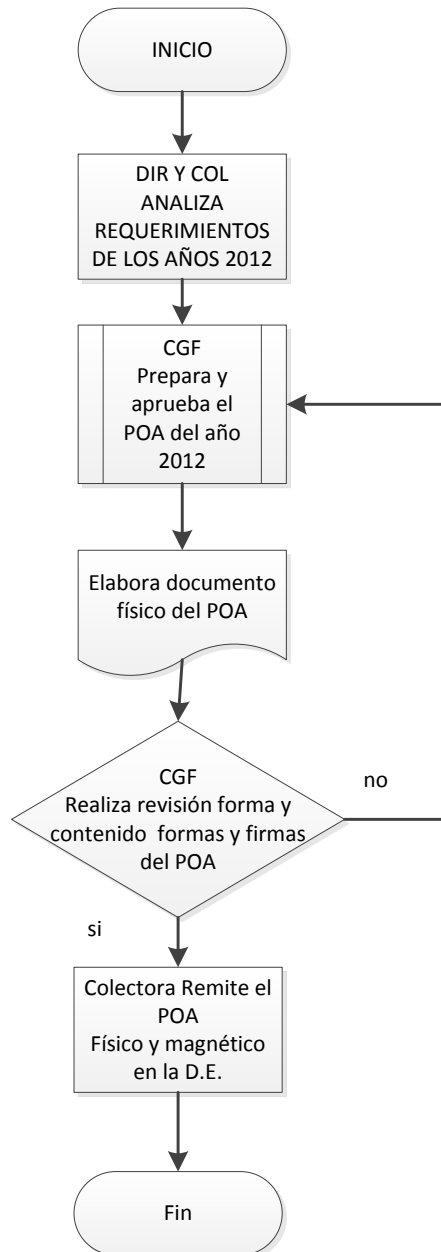 INICIO
DIR Y COL
ANALIZA
REQUERIMIENTOS
DE LOS AÑOS 2012
CGF
Prepara y
aprueba el
POA del año
2012
Elabora documento
físico del POA
CGF
Realiza revisión forma y
contenido formas y firmas
del POA
no
si
Colectora Remite el
POA
Físico y magnético
en la D.E.
Fin